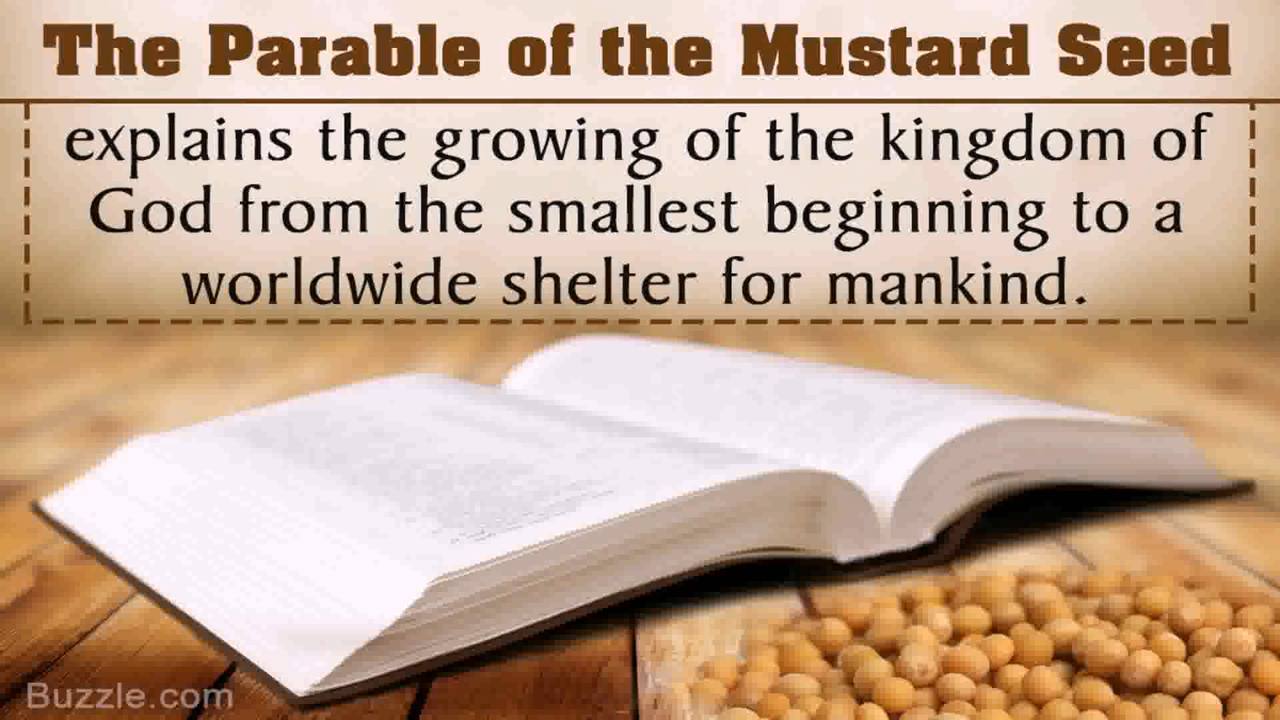 The Parable of the Mustard Seed
explains the growing of the kingdom of
God from the smallest beginning to a
worldwide shelter for mankind.
Buzzle.com